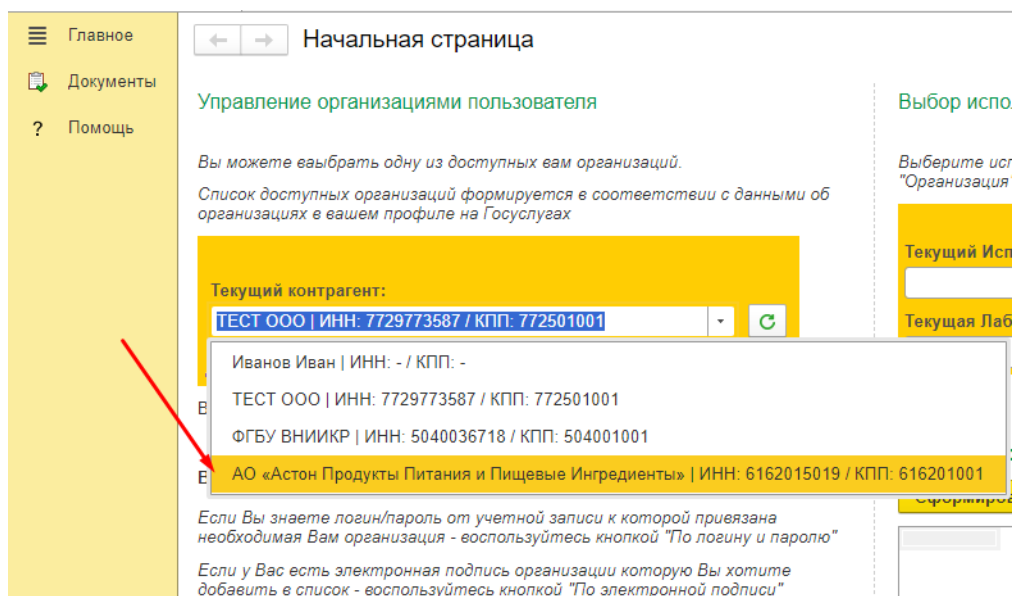 Главное
Документы
? Помощь
Начальная страница
Управление организациями пользователя
Вы можете ваыбрать одну из доступных вам организаций.
Список доступных организаций формируется в соответствии с данными об
организациях в вашем профиле на Госуслугах
Текущий контрагент:
ТЕСТ ООО | ИНН: 7729773587 / КПП: 772501001
Иванов Иван | ИНН: - / КПП: -
ТЕСТ ООО | ИНН: 7729773587 / КПП: 772501001
ФГБУ ВНИИКР | ИНН: 5040036718 / КПП: 504001001
АО «Астон Продукты Питания и Пищевые Ингредиенты» | ИНН: 6162015019 / КПП: 616201001
В
В
Если Вы знаете логин/пароль от учетной записи к которой привязана
необходимая Вам организация - воспользуйтесь кнопкой "По логину и паролю"
Если у Вас есть электронная подпись организации которую Вы хотите
добавить в список - воспользуйтесь кнопкой "По электронной подписи"
Выбор испо
Выберите исп
"Организация"
Текущий Исп
Текущая Лаб